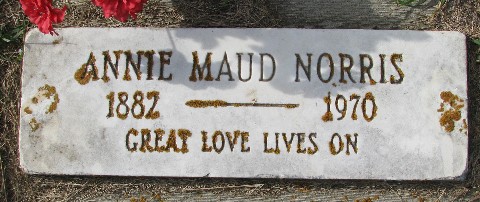 ANNIE MAUD NORRIS
1882 1970
GREAT LOVE LIVES ON